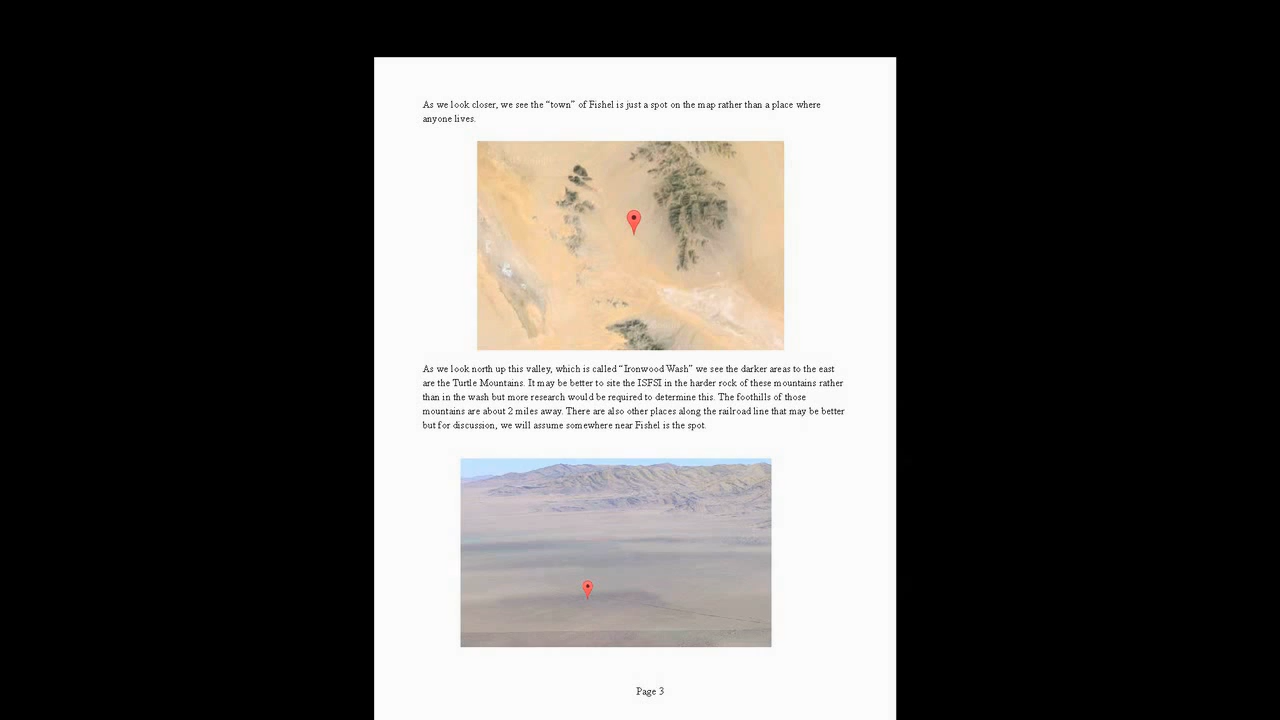 As we look closer, we see the “town” of Fishel is just a spot on the map rather than a place where
anyone lives.
As we look north up this valley, which is called “Ironwood Wash” we see the darker areas to the east
are the Turtle Mountains. It may be better to site the ISFSI in the harder rock of these mountains rather
than in the wash but more research would be required to determine this. The foothills of those
mountains are about 2 miles away. There are also other places along the railroad line that may be better
but for discussion, we will assume somewhere near Fishel is the spot.
Page 3